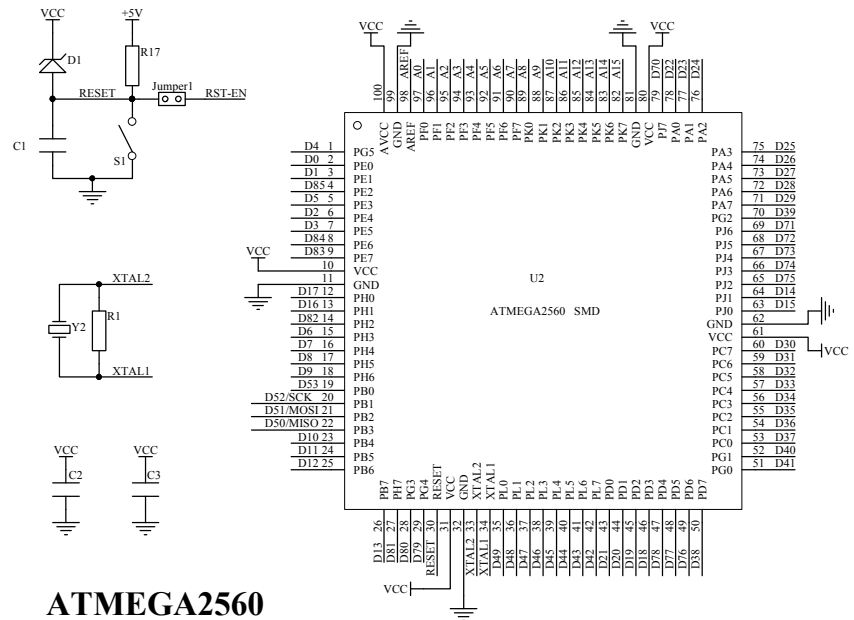 VCC +5V
D1 R17
Jumper1
RESET RST-EN
C1 S1
XTAL2
Y2 R1
XTAL1
VCC VCC
C2 C3
ATMEGA2560
VCC VCC
AREF A0 A1 A2 A3 A4 A5 A6 A7 A8 A9 A10 A11 A12 A13 A14 A15 D70 D22 D23 D24
100 99 98 97 96 95 94 93 92 91 90 89 88 87 86 85 84 83 82 81 80 79 78 77 76
AVCC GND AREF PF0 PF1 PF2 PF3 PF4 PF5 PF6 PF7 PK0 PK1 PK2 PK3 PK4 PK5 PK6 PK7 GND VCC PJ7 PA0 PA1 PA2
D4 1 PG5
D0 2 PE0
D1 3 PE1
D85 4 PE2
D5 5 PE3
D2 6 PE4
D3 7 PE5
D84 8 PE6
D83 9 PE7
VCC 10 VCC
11 GND
D17 12 PH0
D16 13 PH1
D82 14 PH2
D6 15 PH3
D7 16 PH4
D8 17 PH5
D9 18 PH6
D53 19 PB0
D52/SCK 20 PB1
D51/MOSI 21 PB2
D50/MISO 22 PB3
D10 23 PB4
D11 24 PB5
D12 25 PB6
U2
ATMEGA2560 SMD
PA3 75 D25
PA4 74 D26
PA5 73 D27
PA6 72 D28
PA7 71 D29
PG2 70 D39
PJ6 69 D71
PJ5 68 D72
PJ4 67 D73
PJ3 66 D74
PJ2 65 D75
PJ1 64 D14
PJ0 63 D15
GND 62
VCC 61
PC7 60 D30
VCC
PC6 59 D31
PC5 58 D32
PC4 57 D33
PC3 56 D34
PC2 55 D35
PC1 54 D36
PC0 53 D37
PG1 52 D40
PG0 51 D41
PB7 PH7 PG3 PG4 RESET VCC GND XTAL2 XTAL1 PL0 PL1 PL2 PL3 PL4 PL5 PL6 PL7 PD0 PD1 PD2 PD3 PD4 PD5 PD6 PD7
26 27 28 29 30 31 32 33 34 35 36 37 38 39 40 41 42 43 44 45 46 47 48 49 50
D13 D81 D80 D79 RESET XTAL2 XTAL1 D49 D48 D47 D46 D45 D44 D43 D42 D21 D20 D19 D18 D78 D77 D76 D38
VCC